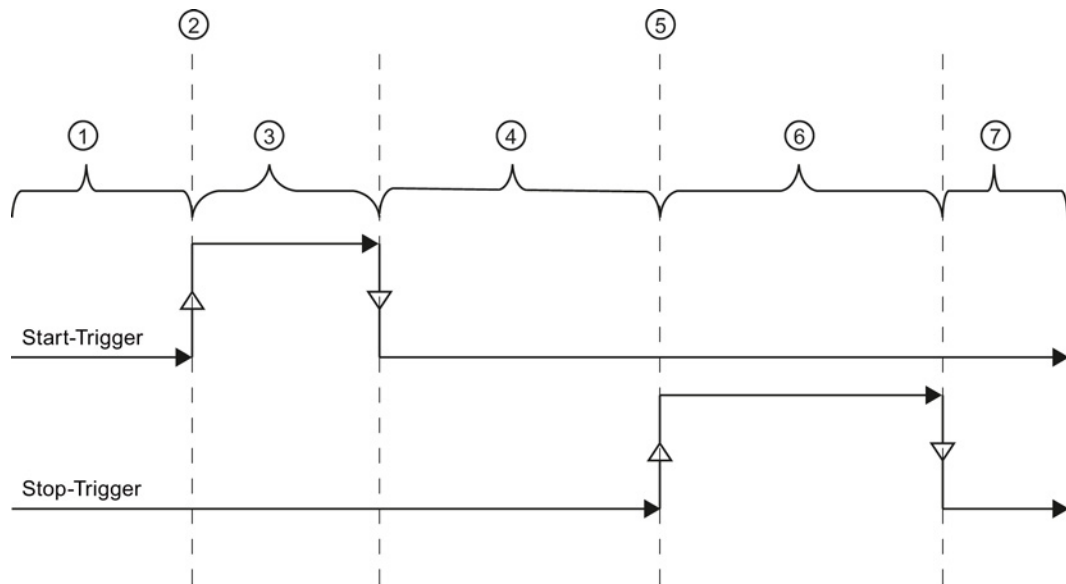 ② ⑤
① ③ ④ ⑥ ⑦
Start-Trigger
Stop-Trigger